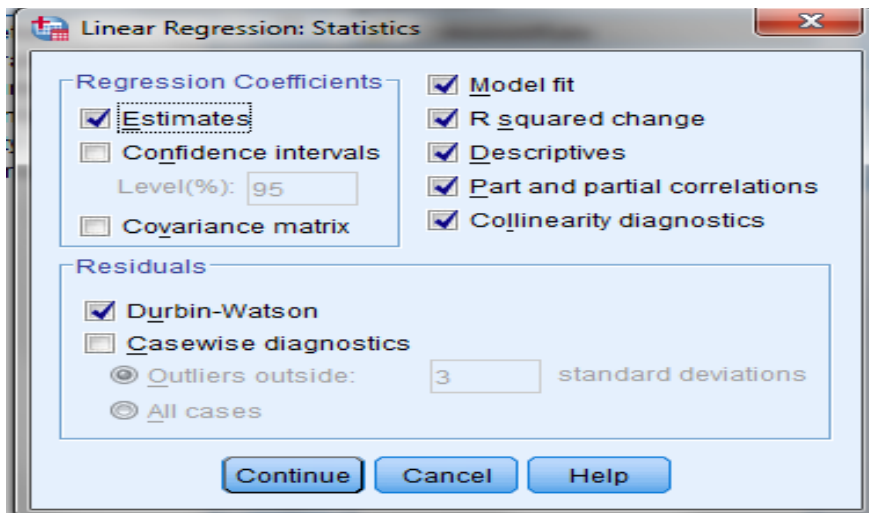 Linear Regression: Statistics
Regression Coefficients
Estimates
Confidence intervals
Level(%): 95
Covariance matrix
Model fit
R squared change
Descriptives
Part and partial correlations
Collinearity diagnostics
Residuals
Durbin-Watson
Casewise diagnostics
Outliers outside: 3 standard deviations
All cases
Continue Cancel Help